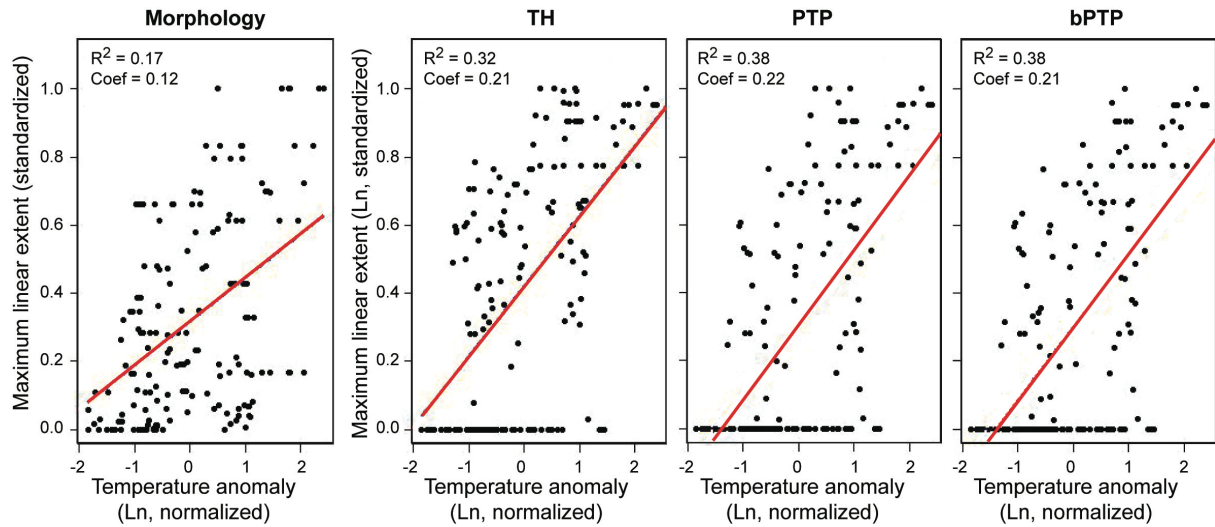 Morphology
TH
PTP
bPTP
R² = 0.17
Coef = 0.12
R² = 0.32
Coef = 0.21
R² = 0.38
Coef = 0.22
R² = 0.38
Coef = 0.21
Maximum linear extent (standardized)
1.0
0.8
0.6
0.4
0.2
0.0
Maximum linear extent (Ln, standardized)
1.0
0.8
0.6
0.4
0.2
0.0
-2 -1 0 1 2
-2 -1 0 1 2
-2 -1 0 1 2
-2 -1 0 1 2
Temperature anomaly
(Ln, normalized)
Temperature anomaly
(Ln, normalized)
Temperature anomaly
(Ln, normalized)
Temperature anomaly
(Ln, normalized)